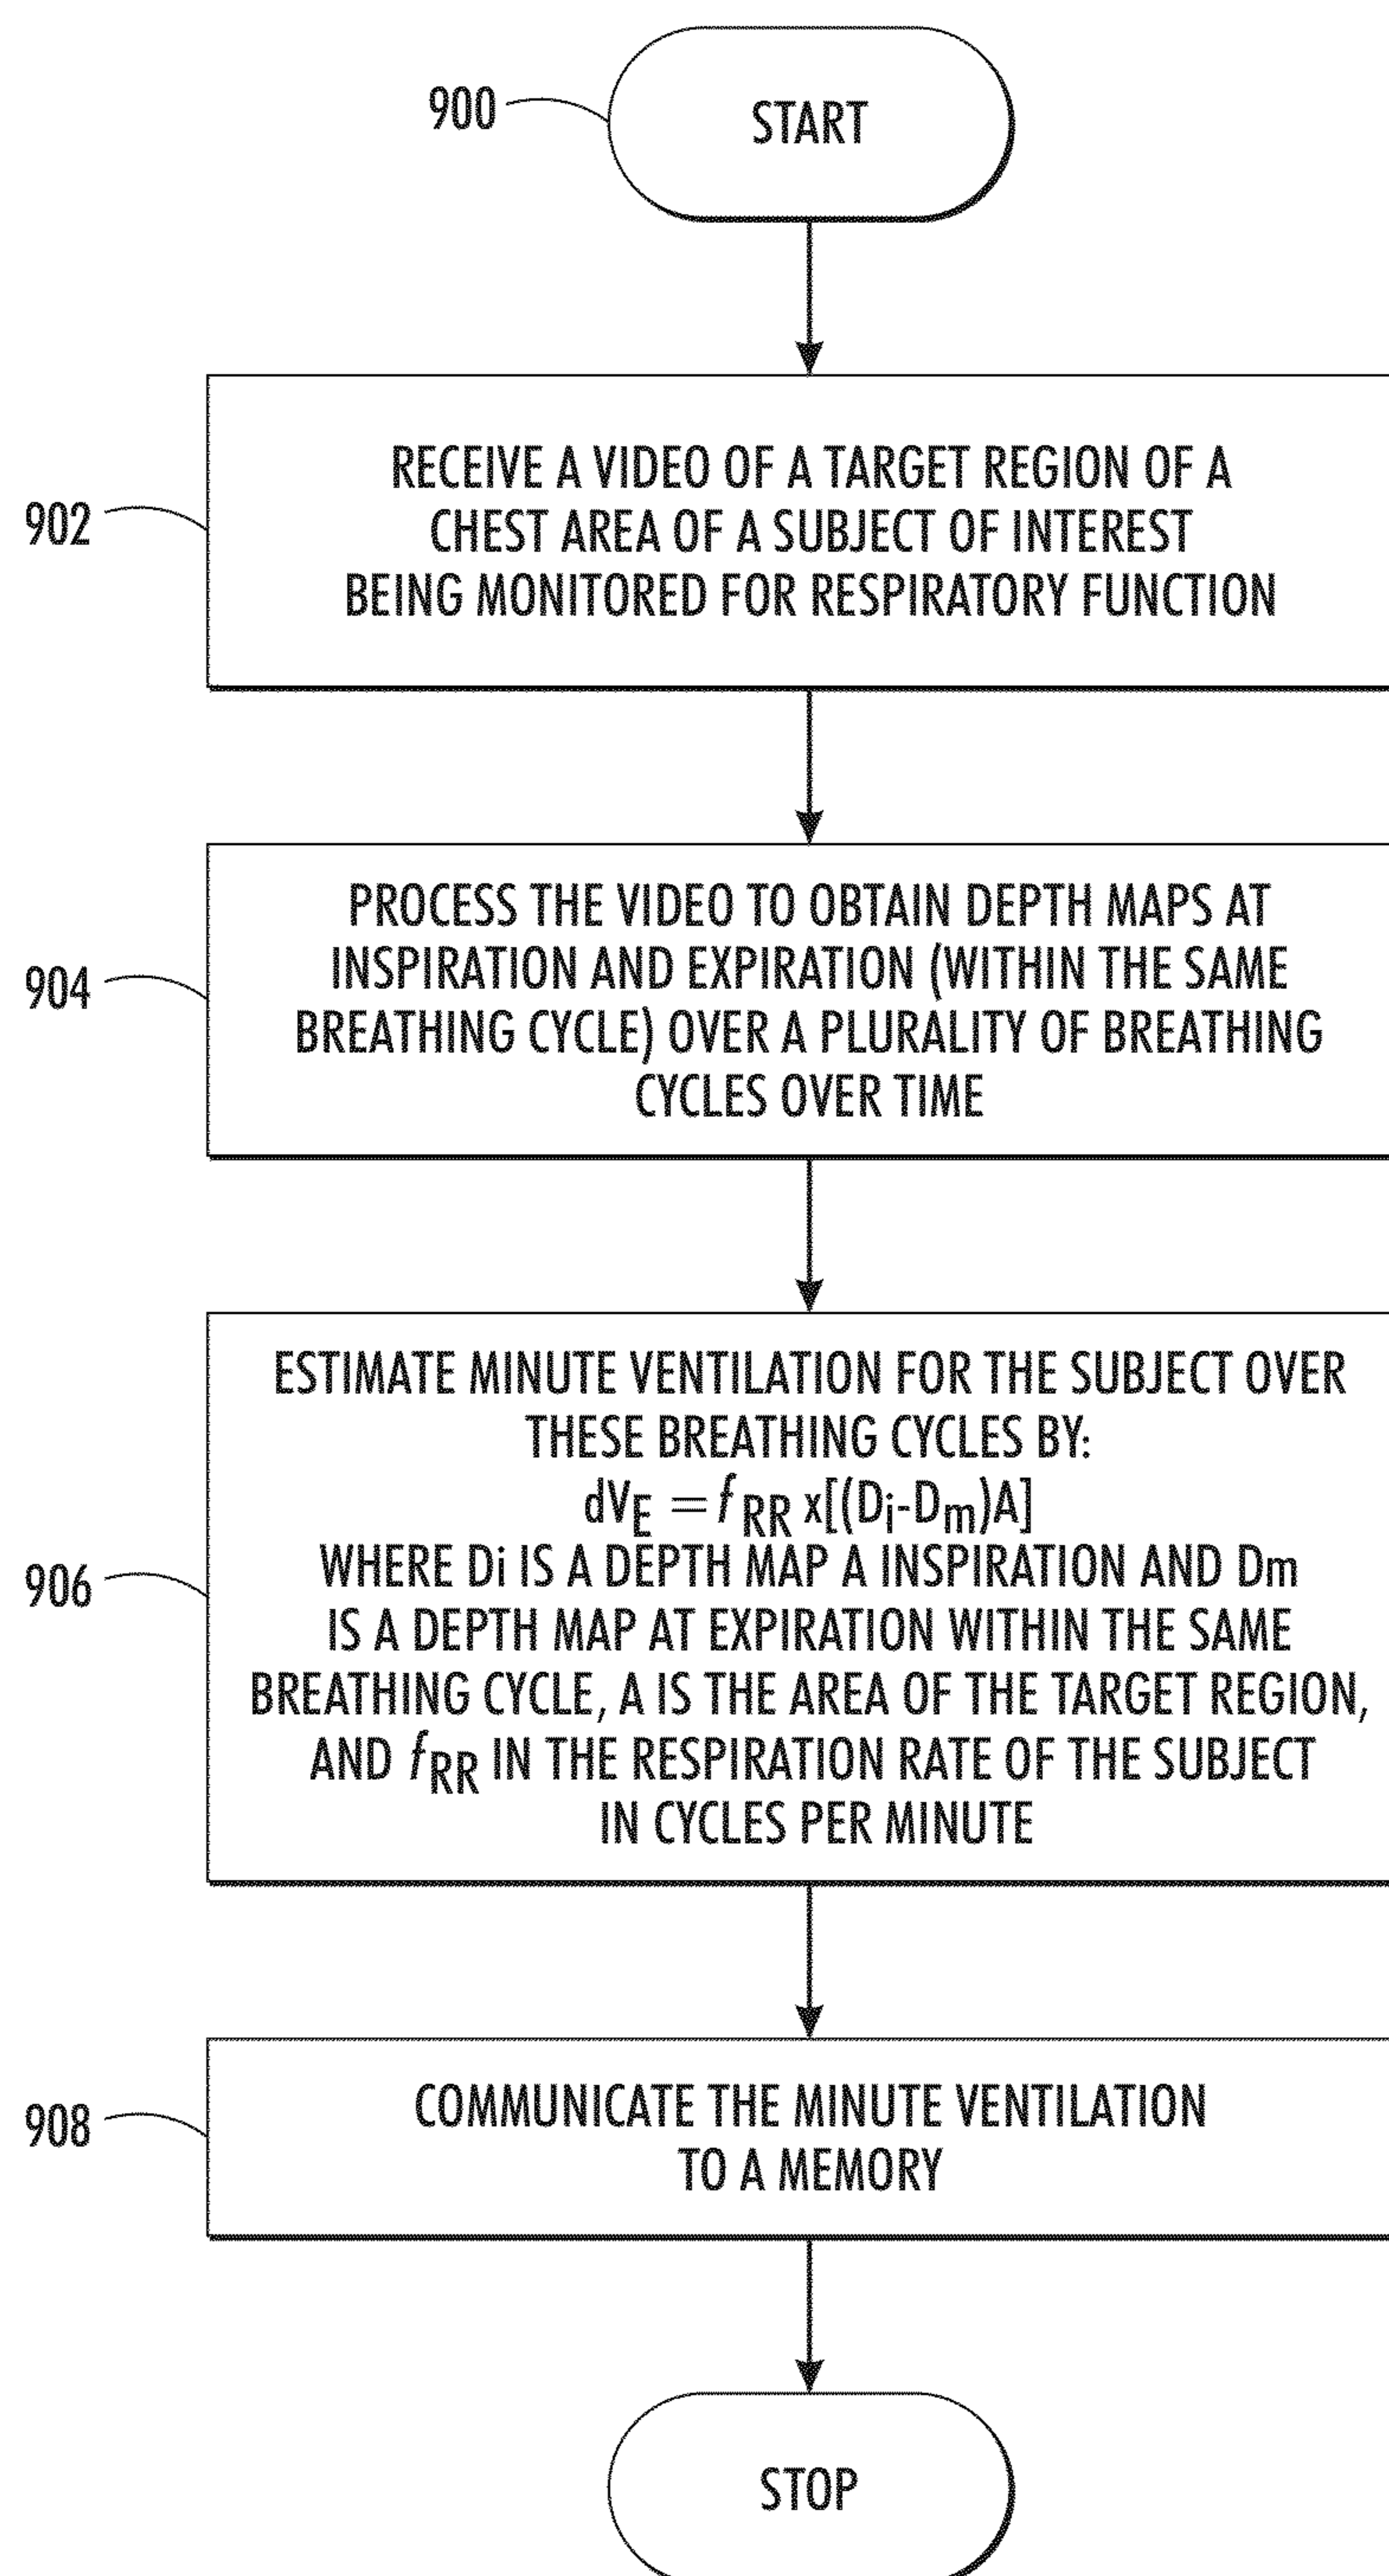 900
START
902
RECEIVE A VIDEO OF A TARGET REGION OF A
CHEST AREA OF A SUBJECT OF INTEREST
BEING MONITORED FOR RESPIRATORY FUNCTION
904
PROCESS THE VIDEO TO OBTAIN DEPTH MAPS AT
INSPIRATION AND EXPIRATION (WITHIN THE SAME
BREATHING CYCLE) OVER A PLURALITY OF BREATHING
CYCLES OVER TIME
906
ESTIMATE MINUTE VENTILATION FOR THE SUBJECT OVER
THESE BREATHING CYCLES BY:
dVE = fRR x[(Di-Dm)A]
WHERE Di IS A DEPTH MAP A INSPIRATION AND Dm
IS A DEPTH MAP AT EXPIRATION WITHIN THE SAME
BREATHING CYCLE, A IS THE AREA OF THE TARGET REGION,
AND fRR IN THE RESPIRATION RATE OF THE SUBJECT
IN CYCLES PER MINUTE
908
COMMUNICATE THE MINUTE VENTILATION
TO A MEMORY
STOP